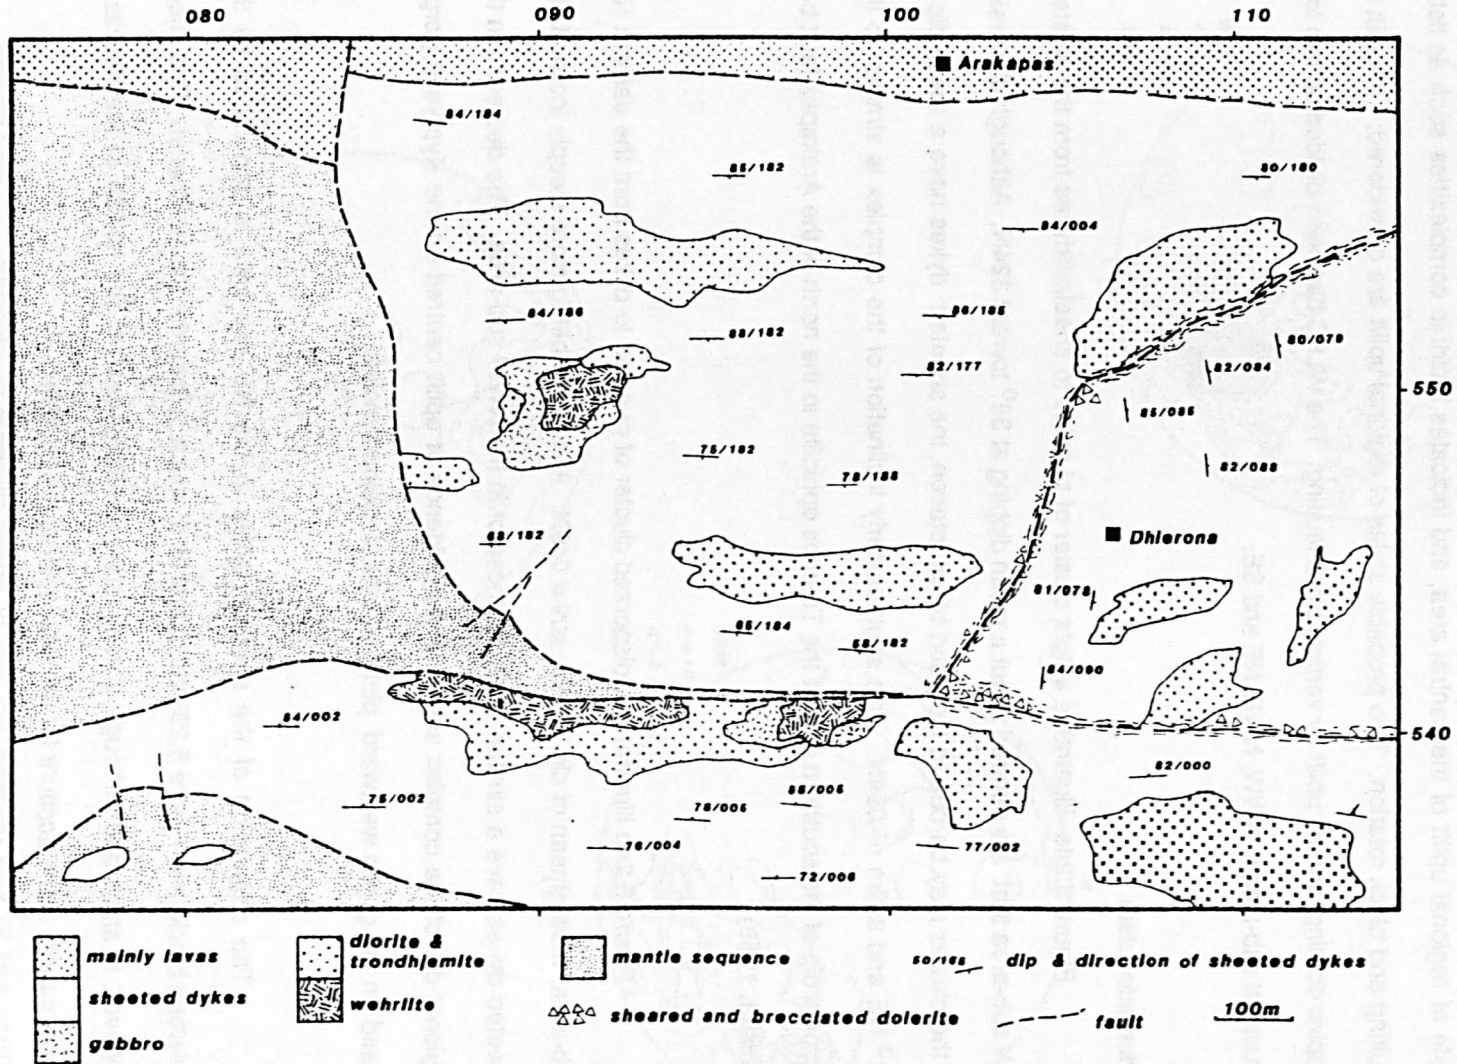 080 090 100 110
Arakapas
84/184
85/182
80/180
84/004
84/186
88/182
86/185
80/079
82/177
82/084
550
85/085
75/182
78/188
82/088
68/182
Dhierona
81/078
65/184
58/182
84/090
84/002
540
82/000
75/002
78/005
85/005
76/004
77/002
72/006
mainly lavas
sheeted dykes
gabbro
diorite &
trondhjemite
wehrlite
mantle sequence
50/165 dip & direction of sheeted dykes
sheared and brecciated dolerite
fault
100m